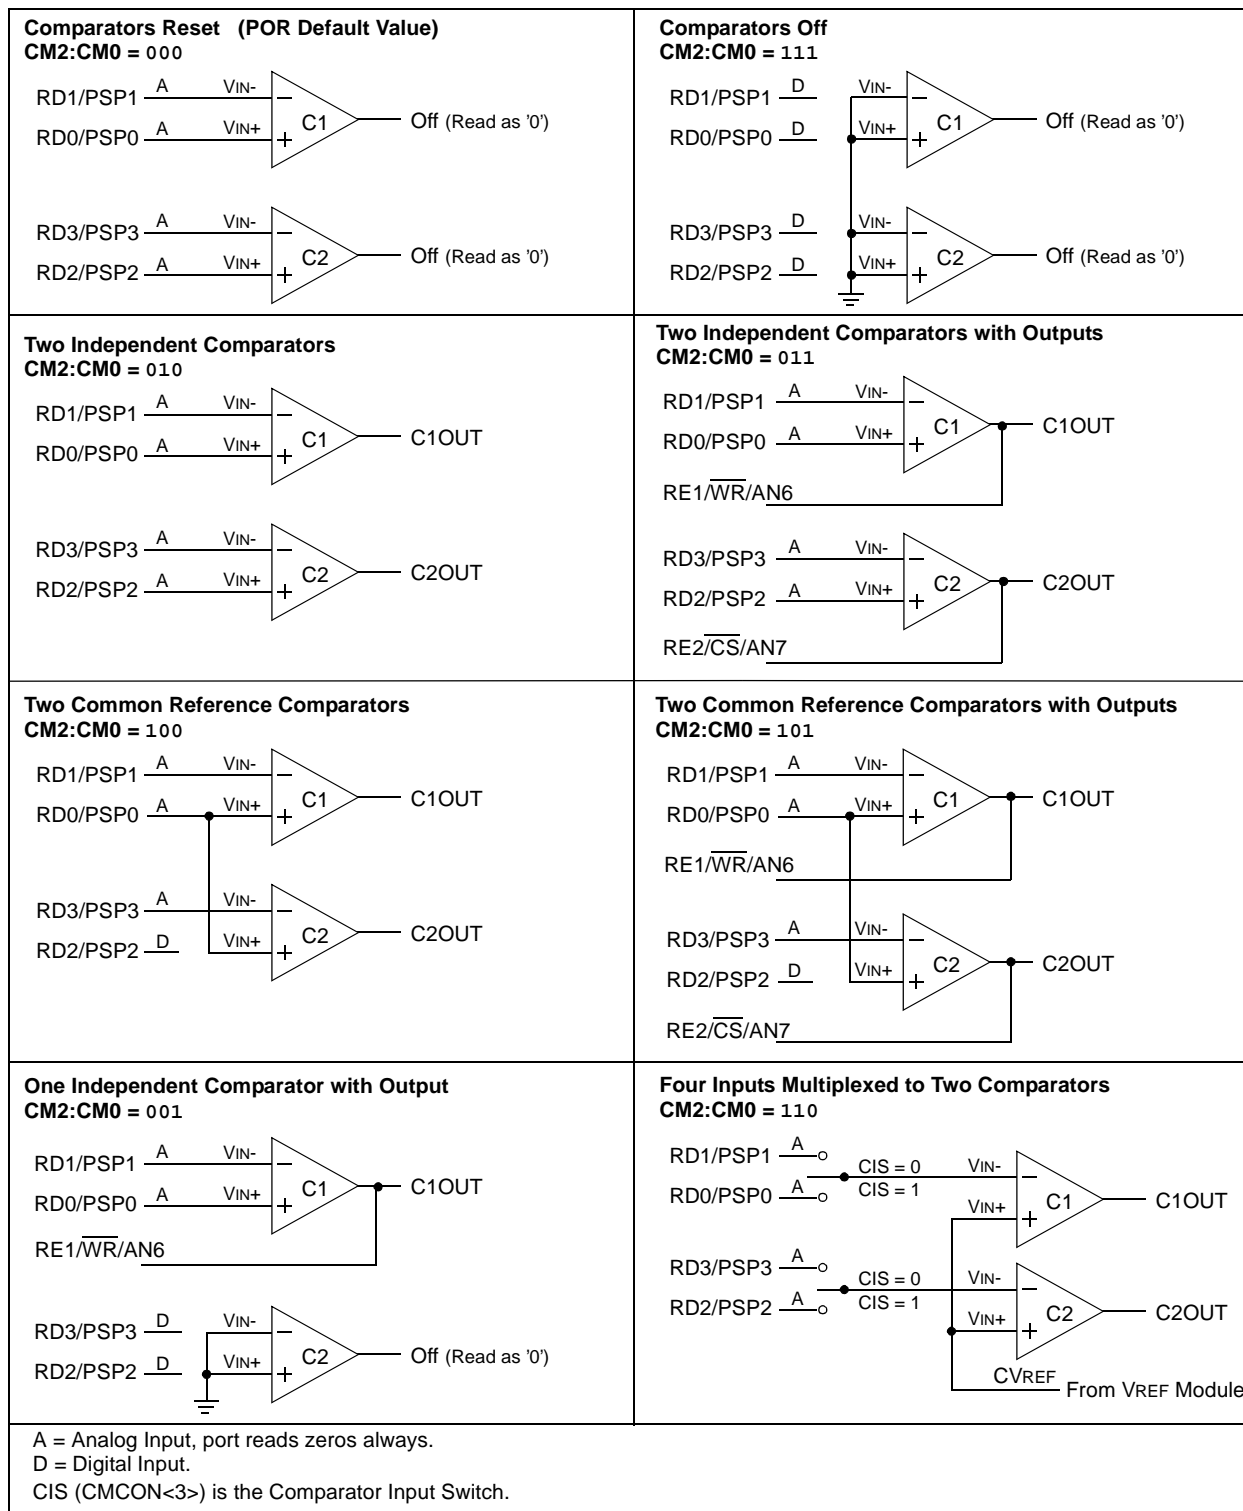 Comparators Reset (POR Default Value)
CM2:CM0 = 000
RD1/PSP1 A VIN-
RD0/PSP0 A VIN+
C1
Off (Read as '0')
RD3/PSP3 A VIN-
RD2/PSP2 A VIN+
C2
Off (Read as '0')
Comparators Off
CM2:CM0 = 111
RD1/PSP1 D VIN-
RD0/PSP0 D VIN+
C1
Off (Read as '0')
RD3/PSP3 D VIN-
RD2/PSP2 D VIN+
C2
Off (Read as '0')
Two Independent Comparators
CM2:CM0 = 010
RD1/PSP1 A VIN-
RD0/PSP0 A VIN+
C1
C1OUT
RD3/PSP3 A VIN-
RD2/PSP2 A VIN+
C2
C2OUT
Two Independent Comparators with Outputs
CM2:CM0 = 011
RD1/PSP1 A VIN-
RD0/PSP0 A VIN+
C1
C1OUT
RE1/W̅R̅/AN6
RD3/PSP3 A VIN-
RD2/PSP2 A VIN+
C2
C2OUT
RE2/C̅S̅/AN7
Two Common Reference Comparators
CM2:CM0 = 100
RD1/PSP1 A VIN-
RD0/PSP0 A VIN+
C1
C1OUT
RD3/PSP3 A VIN-
RD2/PSP2 D VIN+
C2
C2OUT
Two Common Reference Comparators with Outputs
CM2:CM0 = 101
RD1/PSP1 A VIN-
RD0/PSP0 A VIN+
C1
C1OUT
RE1/W̅R̅/AN6
RD3/PSP3 A VIN-
RD2/PSP2 D VIN+
C2
C2OUT
RE2/C̅S̅/AN7
One Independent Comparator with Output
CM2:CM0 = 001
RD1/PSP1 A VIN-
RD0/PSP0 A VIN+
C1
C1OUT
RE1/W̅R̅/AN6
RD3/PSP3 D VIN-
RD2/PSP2 D VIN+
C2
Off (Read as '0')
Four Inputs Multiplexed to Two Comparators
CM2:CM0 = 110
RD1/PSP1 A
CIS = 0 VIN-
RD0/PSP0 A CIS = 1
VIN+
C1
C1OUT
RD3/PSP3 A
CIS = 0 VIN-
RD2/PSP2 A CIS = 1
VIN+
C2
C2OUT
CVREF
From VREF Module
A = Analog Input, port reads zeros always.
D = Digital Input.
CIS (CMCON<3>) is the Comparator Input Switch.